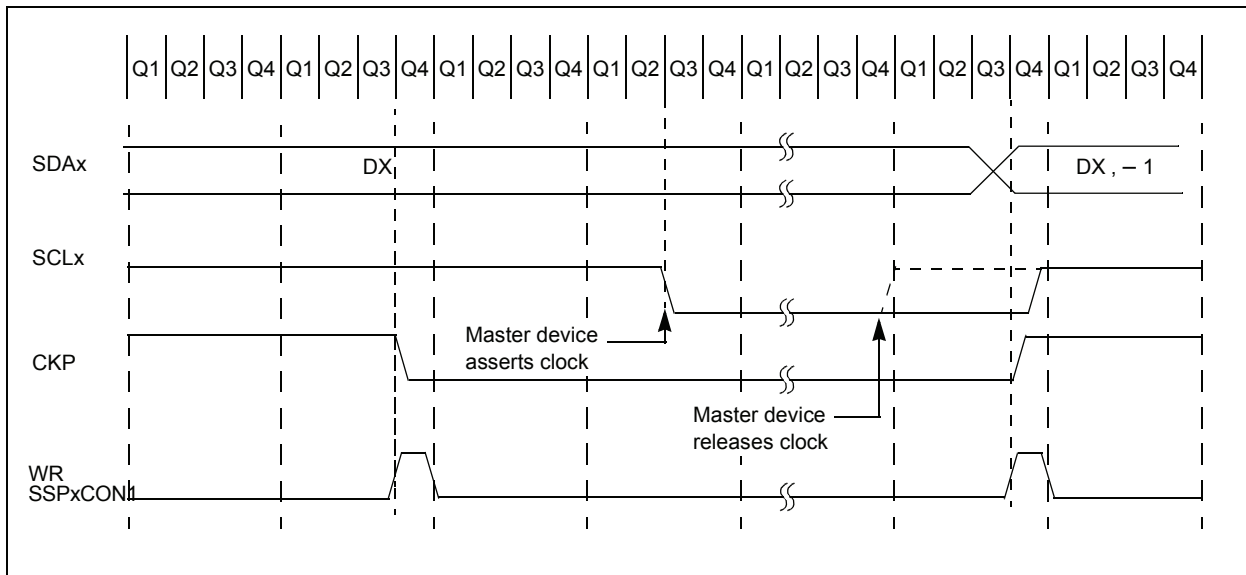 Q1 Q2 Q3 Q4 Q1 Q2 Q3 Q4 Q1 Q2 Q3 Q4 Q1 Q2 Q3 Q4 Q1 Q2 Q3 Q4 Q1 Q2 Q3 Q4 Q1 Q2 Q3 Q4
SDAx
DX
DX , – 1
SCLx
Master device
asserts clock
CKP
Master device
releases clock
WR
SSPxCON1